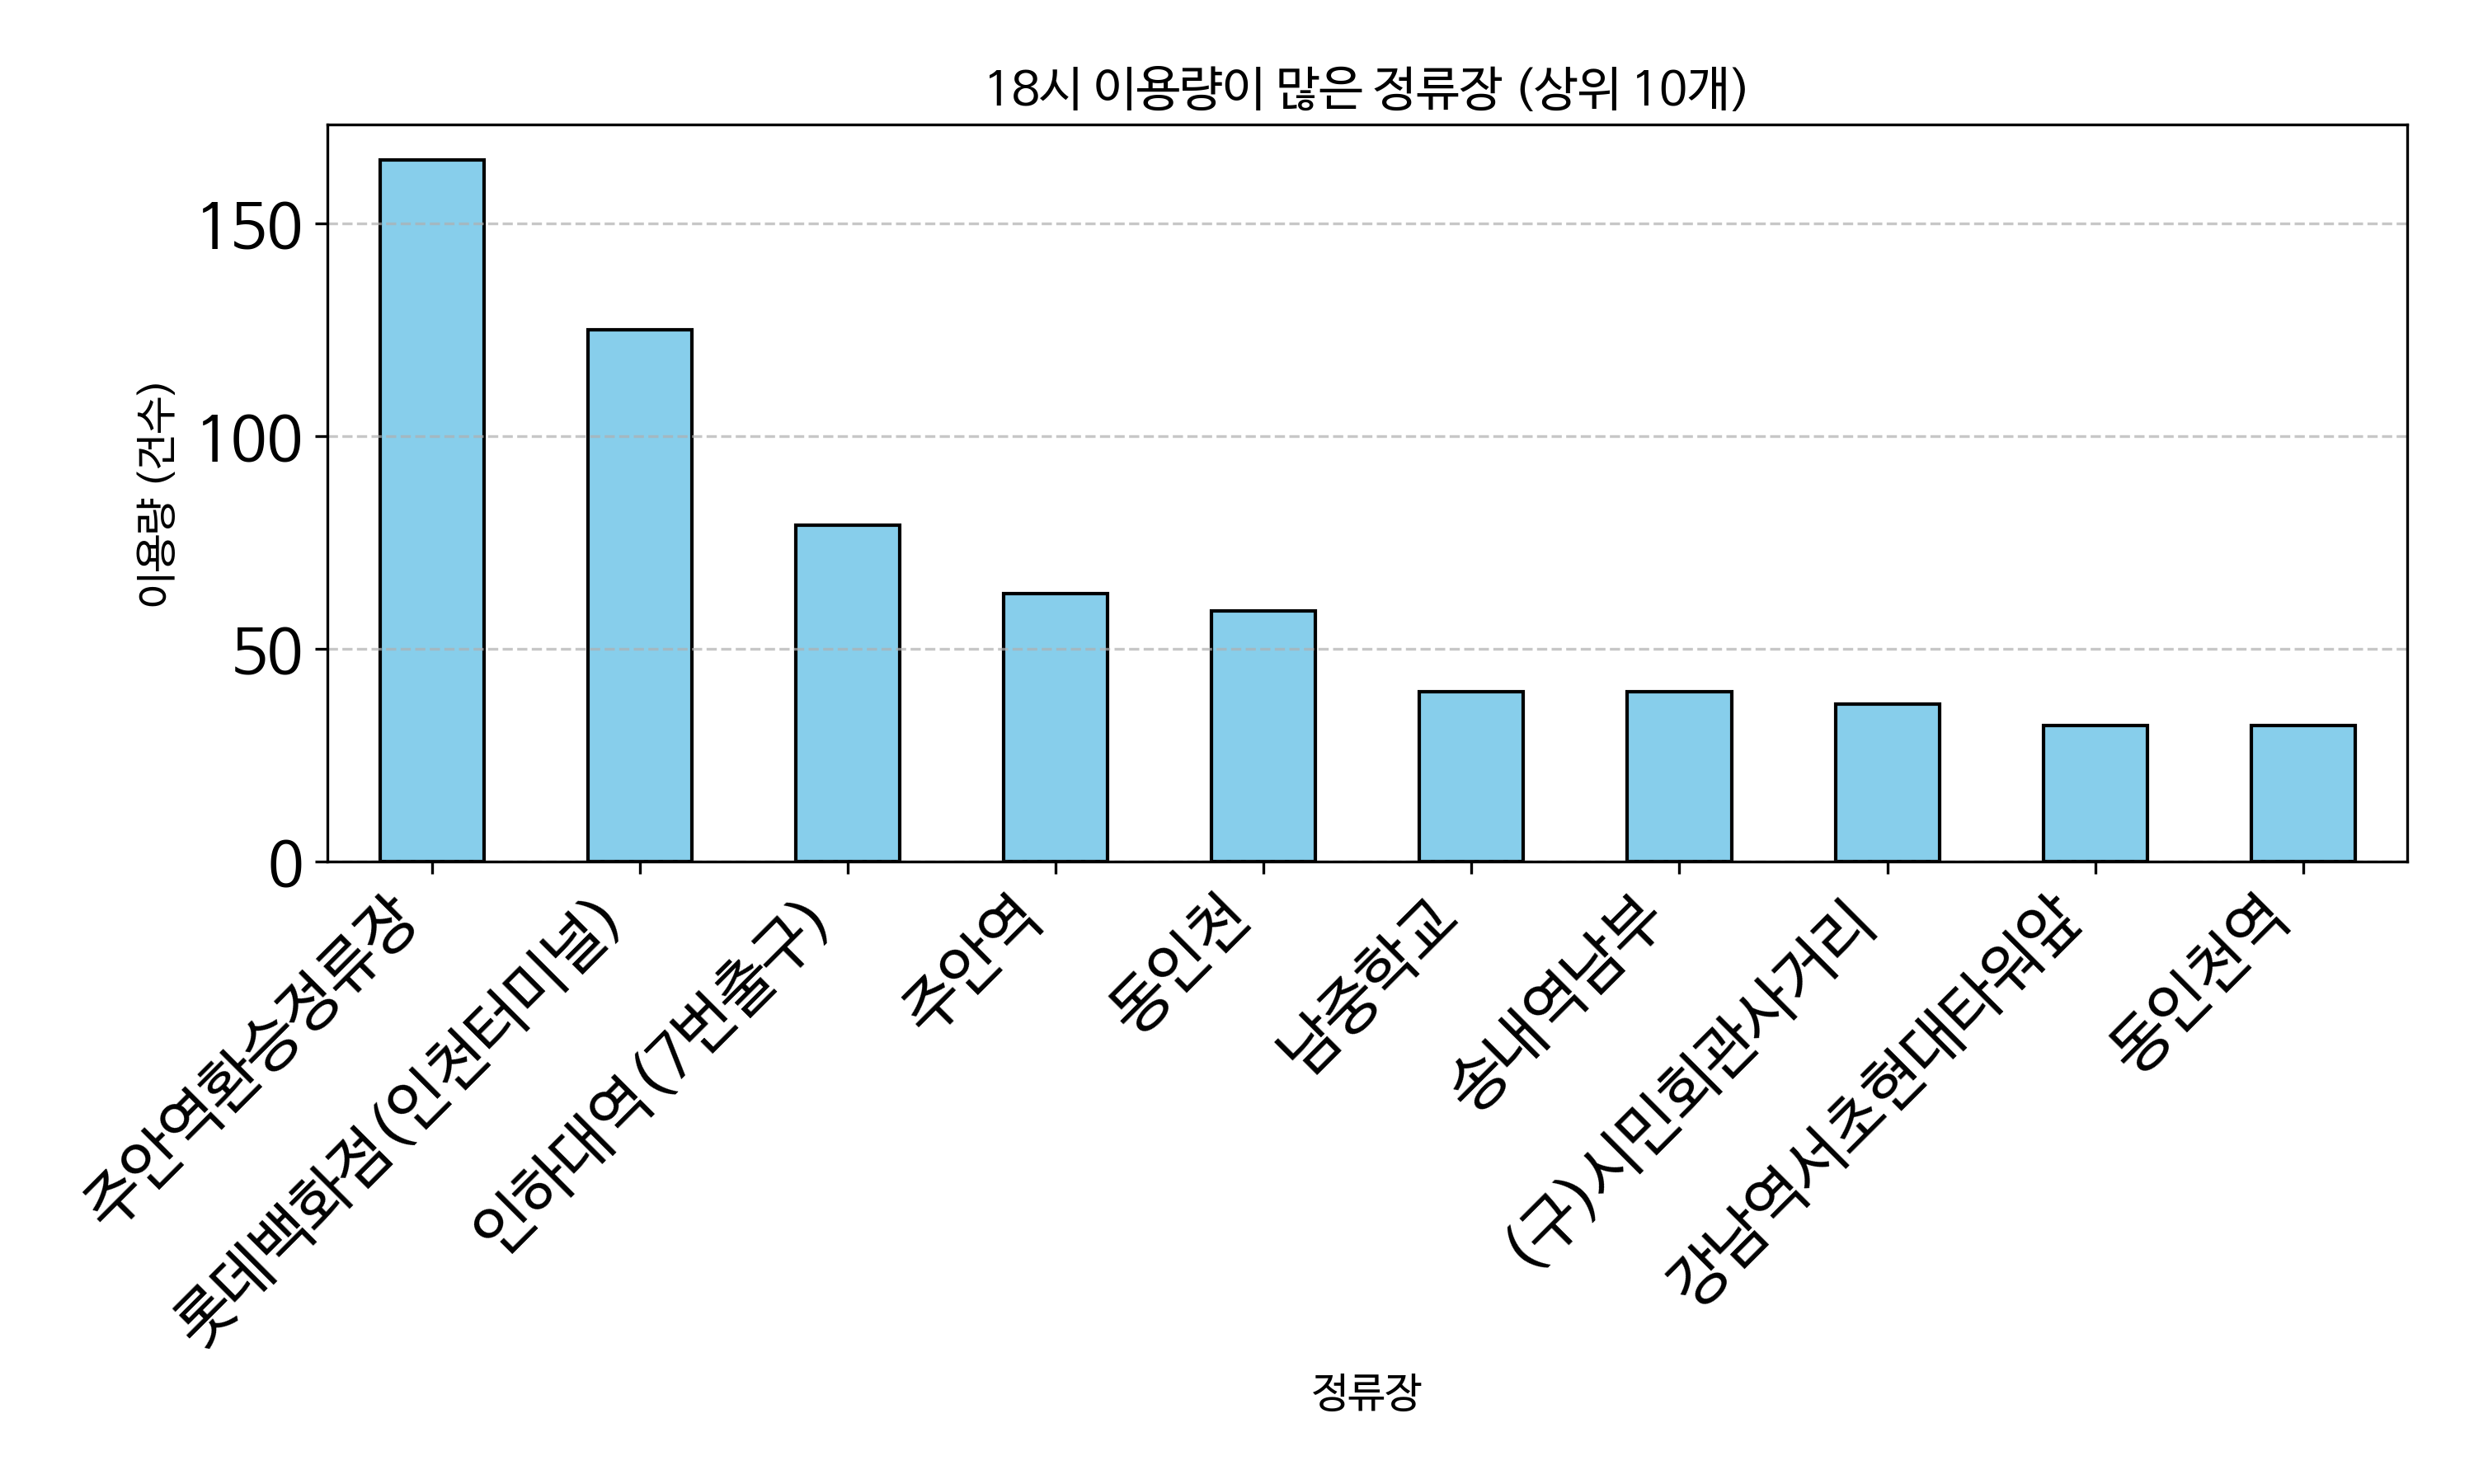 18시 이용량이 많은 정류장 (상위 10개)
이용량 (건수)
150
100
50
0
주안역환승정류장
롯데백화점(인천터미널)
인하대역(7번출구)
주안역
동인천
남중학교
송내역남부
(구)시민회관사거리
강남역서초현대타워앞
동인천역
정류장